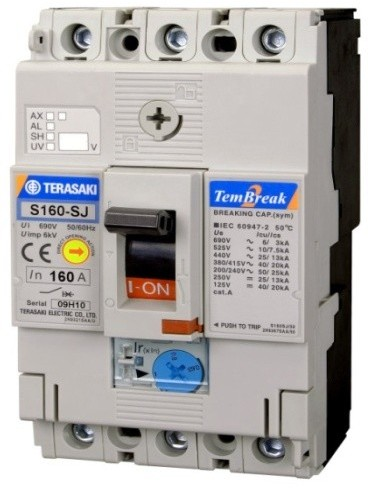 AX
AL
SH
UV V
TERASAKI
S160-SJ
Ui 690V 50/60Hz
Uimp 6kV
CE
In 160 A
Serial 09H10
TERASAKI ELECTRIC CO., LTD.
I-ON
TemBreak 2
BREAKING CAP.(sym)
IEC 60947-2 50°C
Ue Icu/Ics
690V ~ 6/ 3kA
525V ~ 10/7.5kA
440V ~ 25/ 13kA
380/415V ~ 40/ 20kA
200/240V ~ 50/ 25kA
250V 25/ 13kA
125V 40/ 20kA
cat.A
PUSH TO TRIP
Ir(xIn)